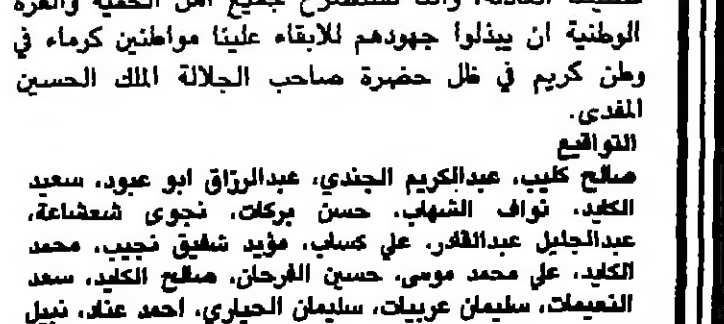 الوطنية ان يبذلوا جهودهم للابقاء علينا مواطنين كرماء في
وطن كريم في ظل حضرة صاحب الجلالة الملك الحسين
المفدى.
التواقيع
صالح كليب، عبدالكريم الجندي، عبدالرزاق ابو عبود، سعيد
الكايد، نواف الشهاب، حسن بركات، نجوى شعشاعة،
عبدالجليل عبدالقادر، علي كساب، مؤيد شفيق نجيب، محمد
الكايد، علي محمد موسى، حسين الفرحان، صالح الكايد، سعد
النعيمات، سليمان عربيات، سليمان الحياري، احمد عناد، نبيل